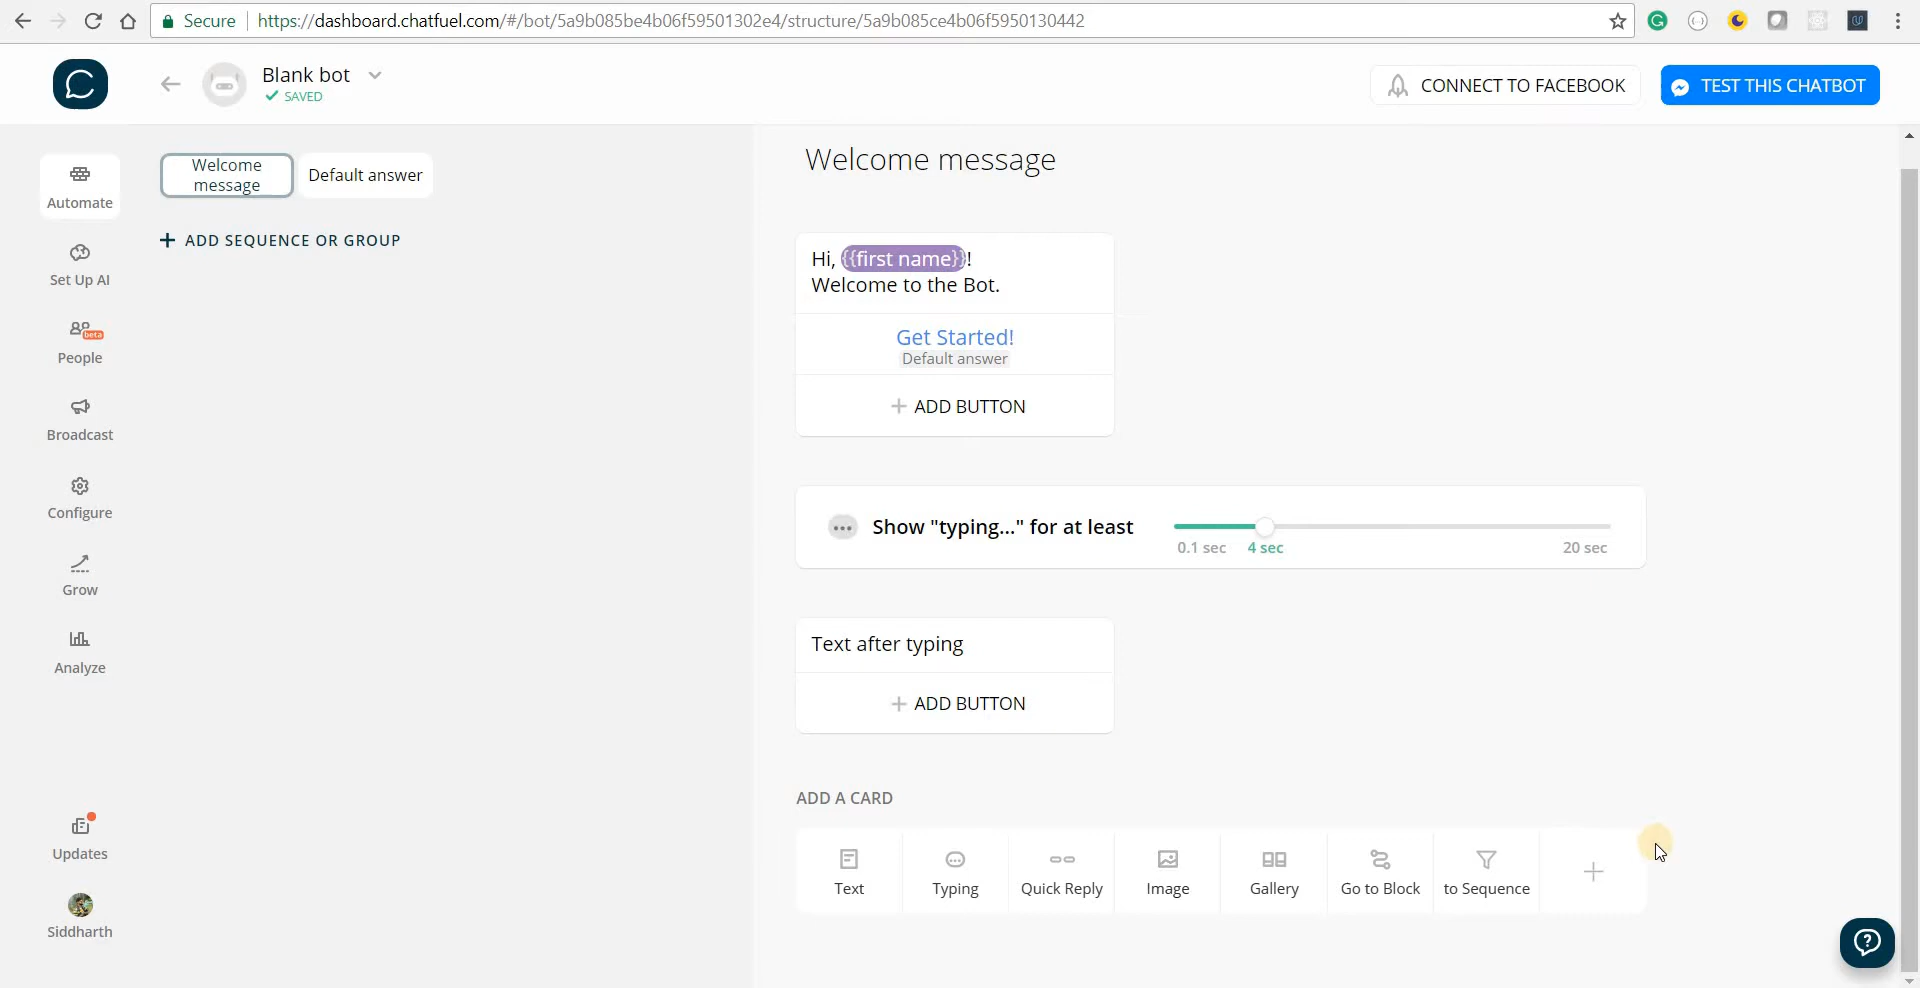 Secure
https://dashboard.chatfuel.com/#/bot/5a9b085be4b06f59501302e4/structure/5a9b085ce4b06f5950130442
Blank bot
SAVED
CONNECT TO FACEBOOK
TEST THIS CHATBOT
Automate
Set Up AI
beta
People
Broadcast
Configure
Grow
Analyze
Updates
Siddharth
Welcome
message
Default answer
ADD SEQUENCE OR GROUP
Welcome message
Hi, {{first name}}!
Welcome to the Bot.
Get Started!
Default answer
ADD BUTTON
Show "typing..." for at least
0.1 sec
4 sec
20 sec
Text after typing
ADD BUTTON
ADD A CARD
Text
Typing
Quick Reply
Image
Gallery
Go to Block
to Sequence